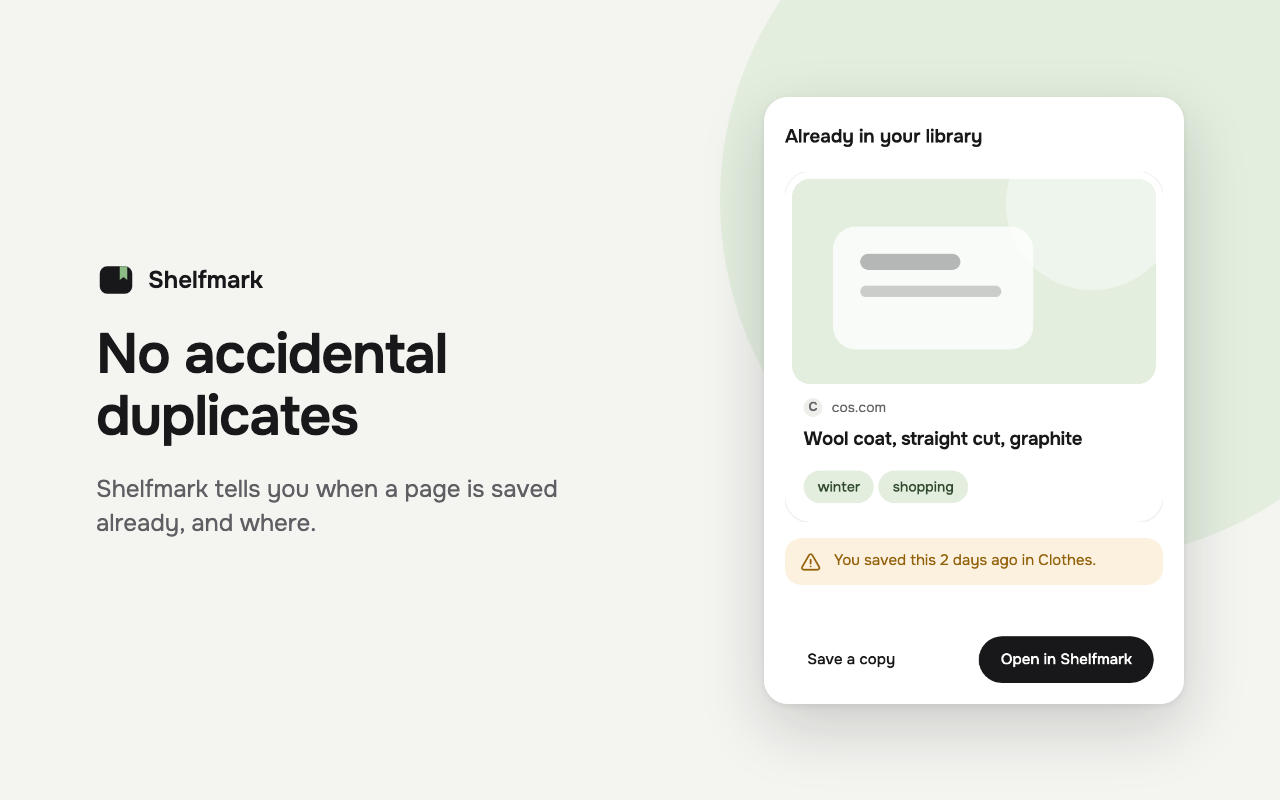 Shelfmark
No accidental
duplicates
Shelfmark tells you when a page is saved
already, and where.
Already in your library
C cos.com
Wool coat, straight cut, graphite
winter shopping
You saved this 2 days ago in Clothes.
Save a copy Open in Shelfmark